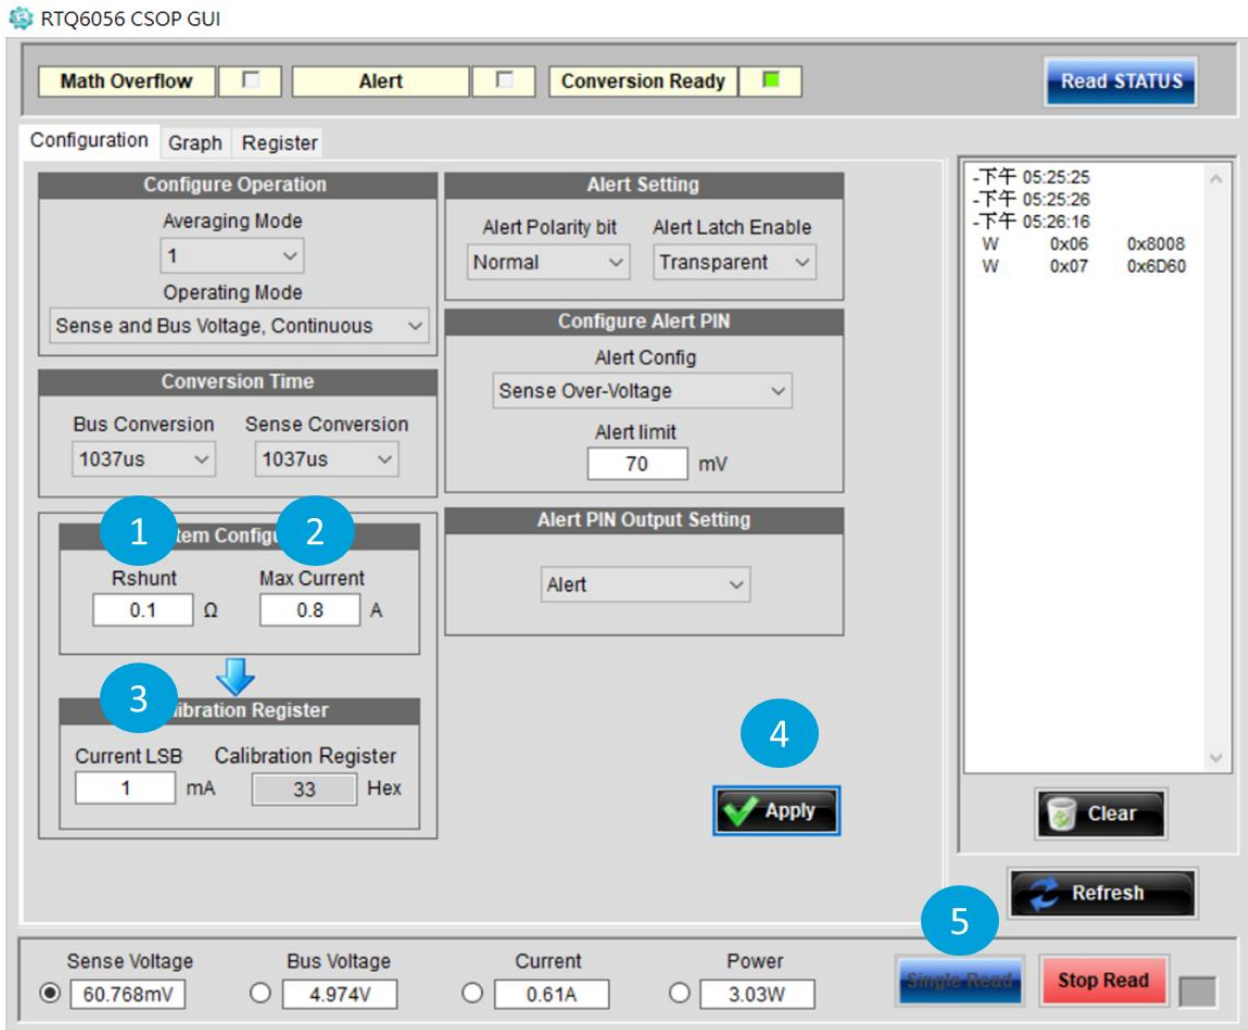 RTQ6056 CSOP GUI
Math Overflow Alert Conversion Ready Read STATUS
Configuration Graph Register
Configure Operation
Averaging Mode
1
Operating Mode
Sense and Bus Voltage, Continuous
Conversion Time
Bus Conversion Sense Conversion
1037us 1037us
1 2
tem Configu
Rshunt Max Current
0.1 Ω 0.8 A
3
libration Register
Current LSB Calibration Register
1 mA 33 Hex
Alert Setting
Alert Polarity bit Alert Latch Enable
Normal Transparent
Configure Alert PIN
Alert Config
Sense Over-Voltage
Alert limit
70 mV
Alert PIN Output Setting
Alert
4
Apply
-下午 05:25:25
-下午 05:25:26
-下午 05:26:16
W 0x06 0x8008
W 0x07 0x6D60
Clear
Refresh
5
Sense Voltage Bus Voltage Current Power
60.768mV 4.974V 0.61A 3.03W Single Read Stop Read